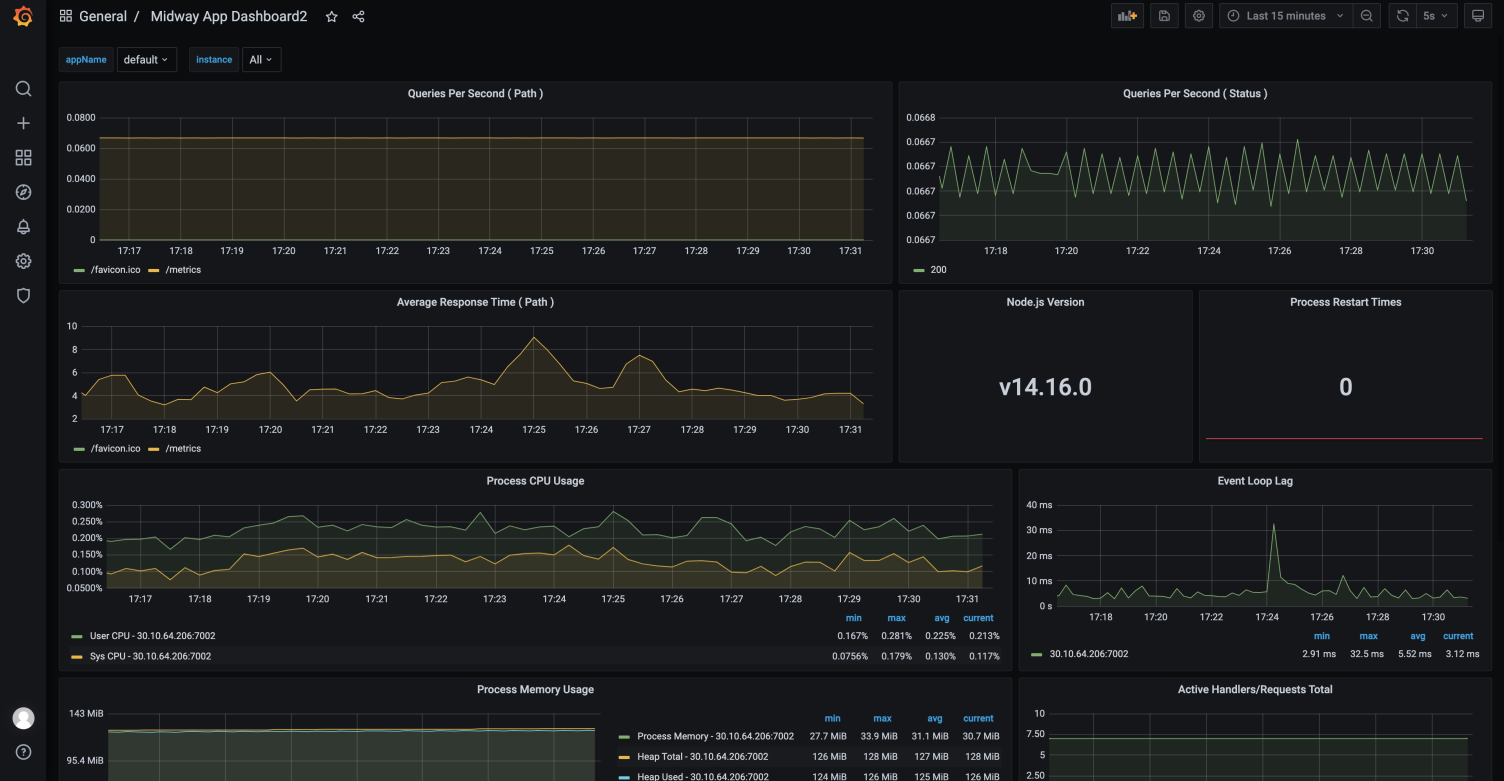 General / Midway App Dashboard2
Last 15 minutes 5s
appName default instance All
Queries Per Second ( Path )
0.0800
0.0600
0.0400
0.0200
0
17:17 17:18 17:19 17:20 17:21 17:22 17:23 17:24 17:25 17:26 17:27 17:28 17:29 17:30 17:31
/favicon.ico /metrics
Queries Per Second ( Status )
0.0668
0.0667
0.0667
0.0667
0.0667
0.0667
17:18 17:20 17:22 17:24 17:26 17:28 17:30
200
Average Response Time ( Path )
10
8
6
4
2
17:17 17:18 17:19 17:20 17:21 17:22 17:23 17:24 17:25 17:26 17:27 17:28 17:29 17:30 17:31
/favicon.ico /metrics
Node.js Version
v14.16.0
Process Restart Times
0
Process CPU Usage
0.300%
0.250%
0.200%
0.150%
0.100%
0.0500%
17:17 17:18 17:19 17:20 17:21 17:22 17:23 17:24 17:25 17:26 17:27 17:28 17:29 17:30 17:31
min max avg current
User CPU - 30.10.64.206:7002 0.167% 0.281% 0.225% 0.213%
Sys CPU - 30.10.64.206:7002 0.0756% 0.179% 0.130% 0.117%
Event Loop Lag
40 ms
30 ms
20 ms
10 ms
0 s
17:18 17:20 17:22 17:24 17:26 17:28 17:30
min max avg current
30.10.64.206:7002 2.91 ms 32.5 ms 5.52 ms 3.12 ms
Process Memory Usage
143 MiB
95.4 MiB
min max avg current
Process Memory - 30.10.64.206:7002 27.7 MiB 33.9 MiB 31.1 MiB 30.7 MiB
Heap Total - 30.10.64.206:7002 126 MiB 128 MiB 127 MiB 128 MiB
Heap Used - 30.10.64.206:7002 124 MiB 126 MiB 125 MiB 126 MiB
Active Handlers/Requests Total
10
7.50
5
2.50